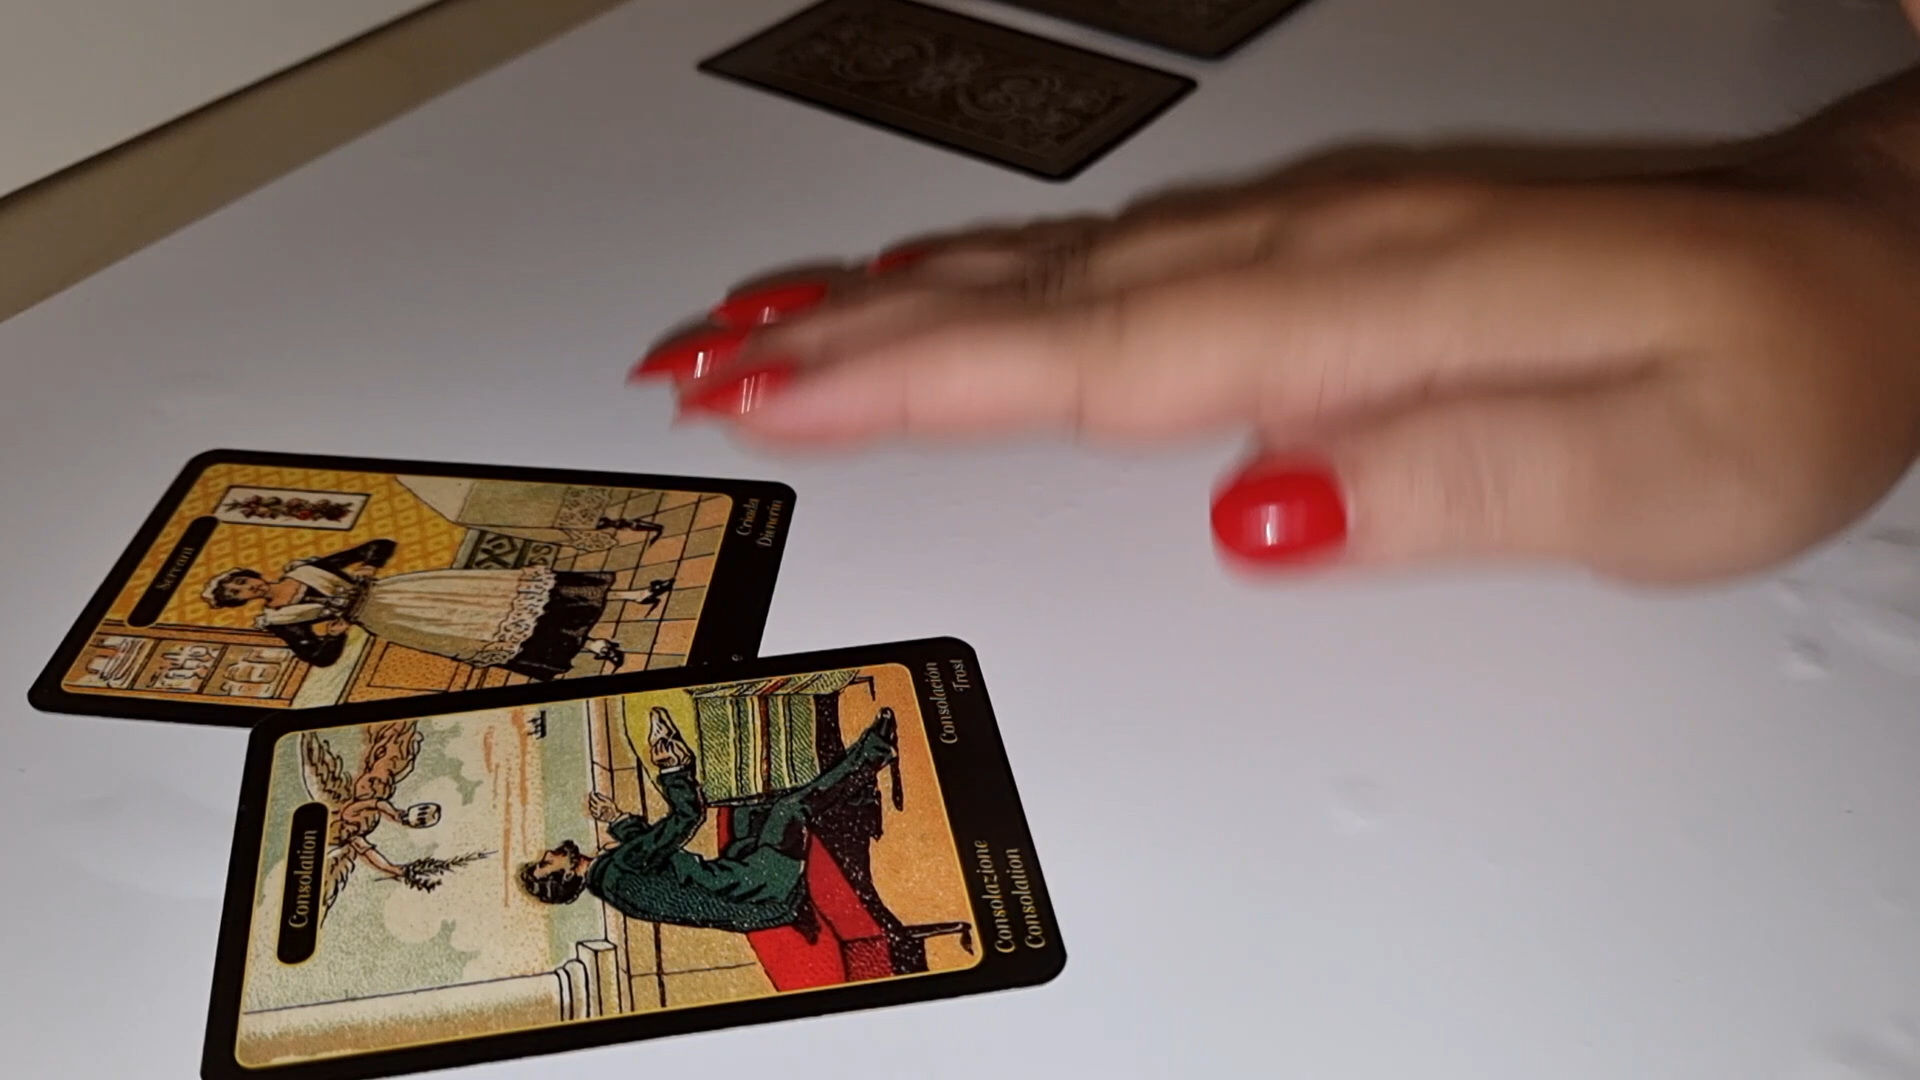 Servant
Criada
Dienerin
Consolation
Consolación
Trost
Consolazione
Consolation